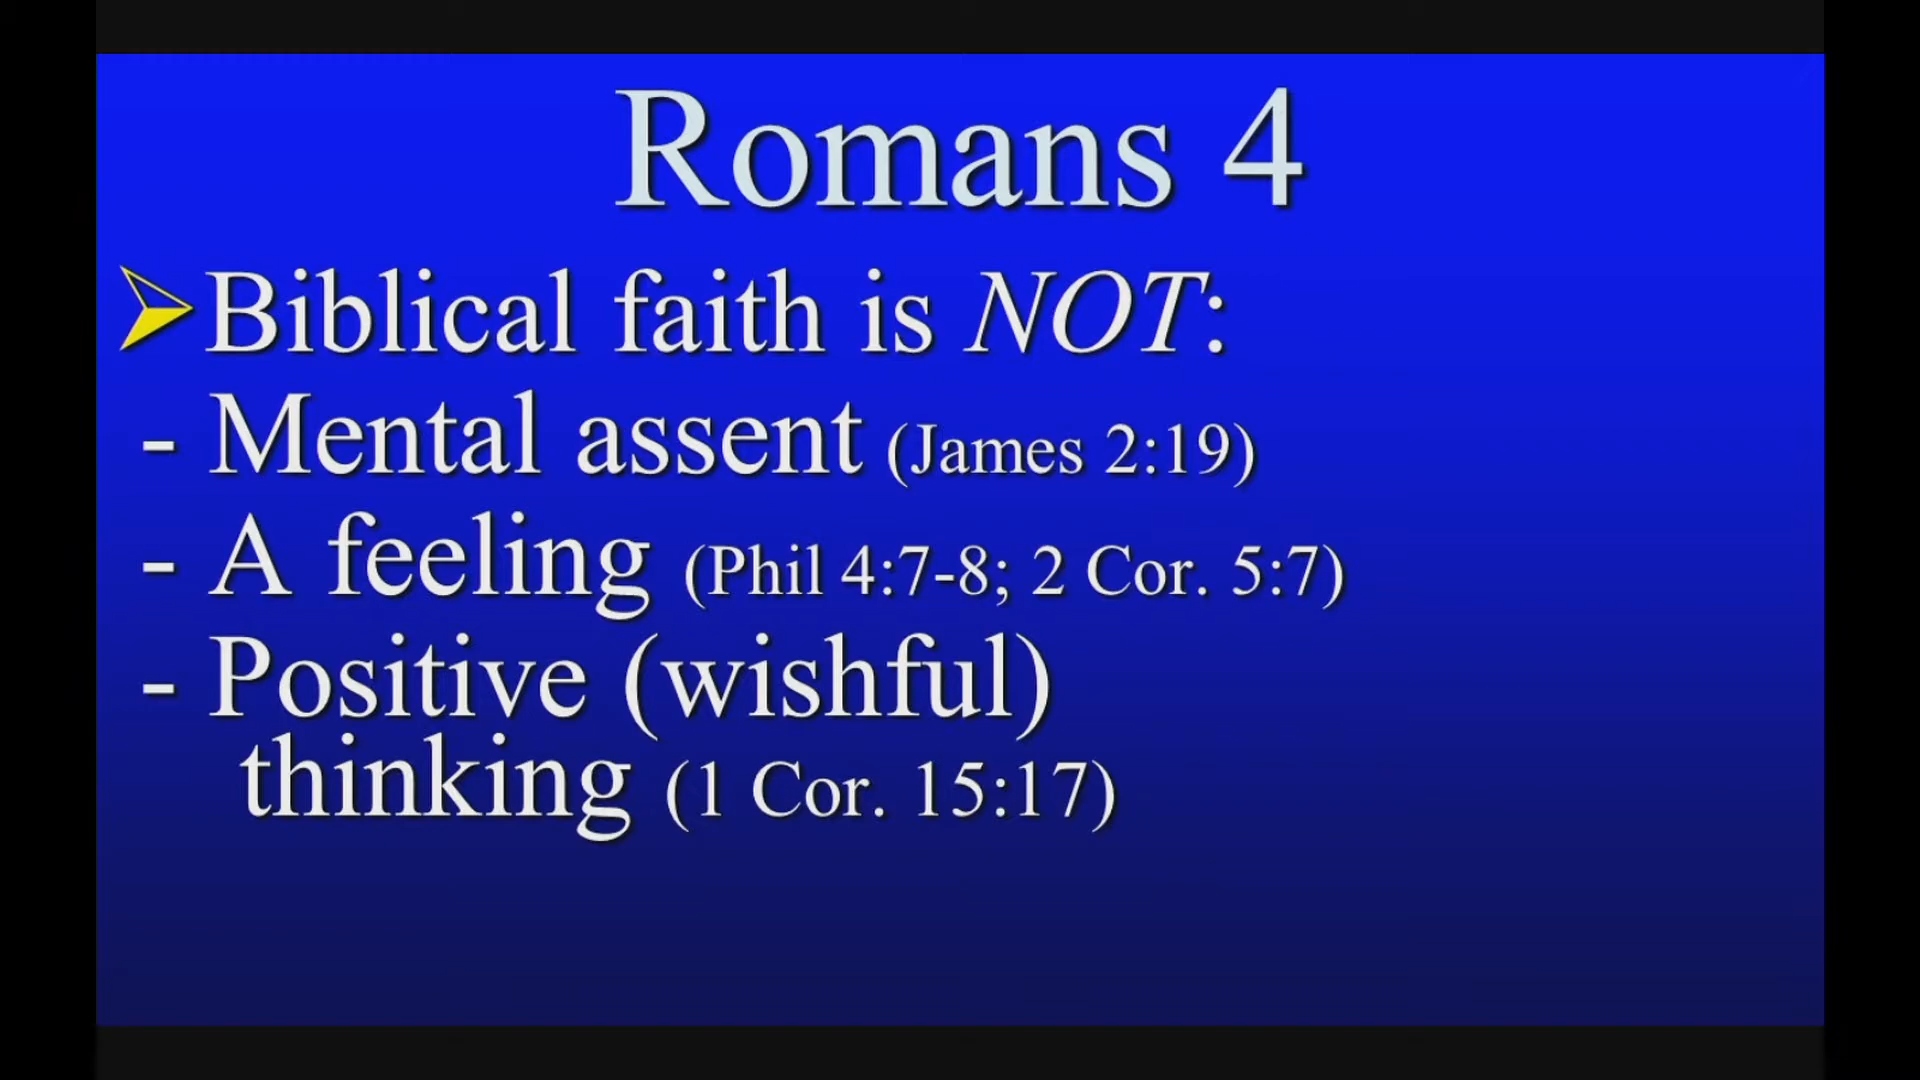 Romans 4
Biblical faith is NOT:
- Mental assent (James 2:19)
- A feeling (Phil 4:7-8; 2 Cor. 5:7)
- Positive (wishful)
thinking (1 Cor. 15:17)